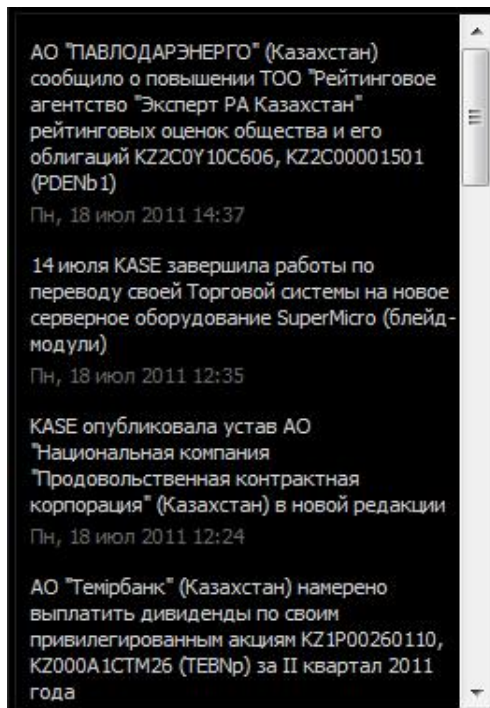 АО "ПАВЛОДАРЭНЕРГО" (Казахстан)
сообщило о повышении ТОО "Рейтинговое
агентство "Эксперт РА Казахстан"
рейтинговых оценок общества и его
облигаций KZ2C0Y10C606, KZ2C00001501
(PDENb1)
Пн, 18 июл 2011 14:37
14 июля KASE завершила работы по
переводу своей Торговой системы на новое
серверное оборудование SuperMicro (блейд-
модули)
Пн, 18 июл 2011 12:35
KASE опубликовала устав АО
"Национальная компания
"Продовольственная контрактная
корпорация" (Казахстан) в новой редакции
Пн, 18 июл 2011 12:24
АО "Темірбанк" (Казахстан) намерено
выплатить дивиденды по своим
привилегированным акциям KZ1P00260110,
KZ000A1CTM26 (TEBNp) за II квартал 2011
года